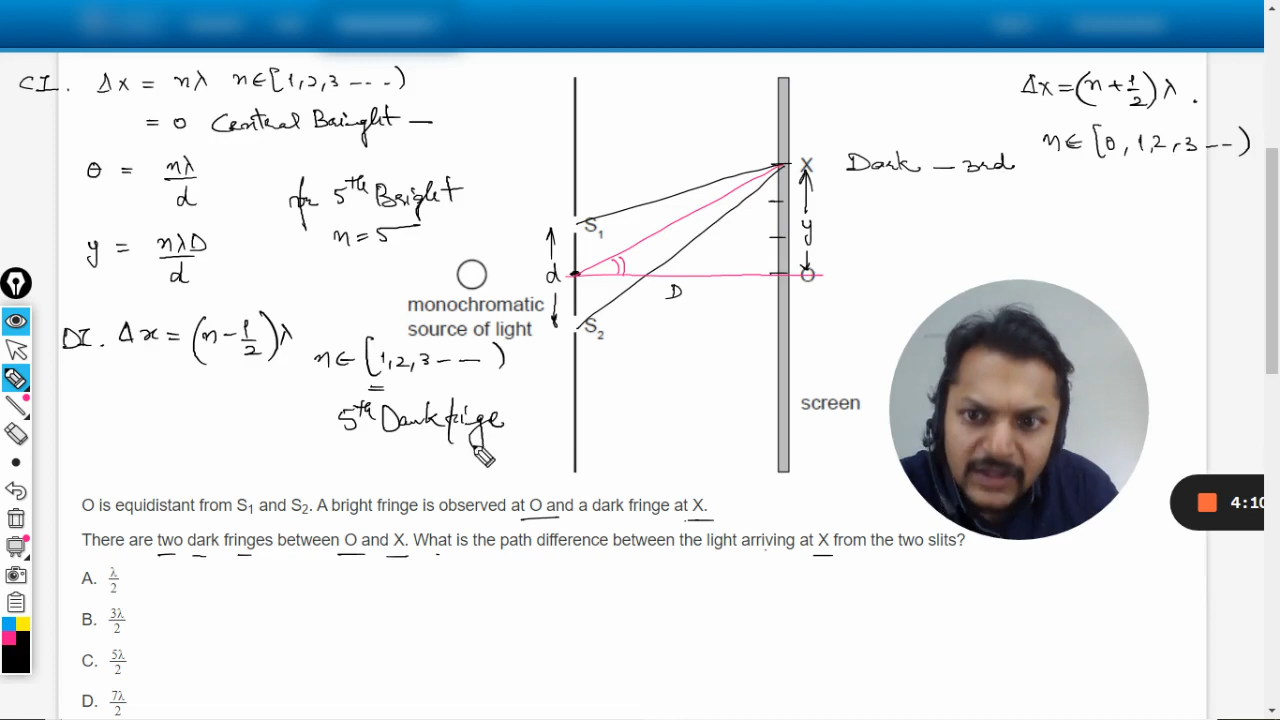 CI. Δx = nλ n∈[1,2,3 ----)
= 0 Central Baright —
θ = nλ/d
for 5th Bright
n=5
y = nλD/d
DI. Δx = (n-1/2)λ
n∈[1,2,3 -- —)
5th Dark fringe
Δx=(n+1/2)λ.
n∈[0,1,2,3 --)
X Dark — 3rd
S1
y
d
O
D
monochromatic
source of light
S2
screen
4:10
O is equidistant from S1 and S2. A bright fringe is observed at O and a dark fringe at X.
There are two dark fringes between O and X. What is the path difference between the light arriving at X from the two slits?
A. λ/2
B. 3λ/2
C. 5λ/2
D. 7λ/2